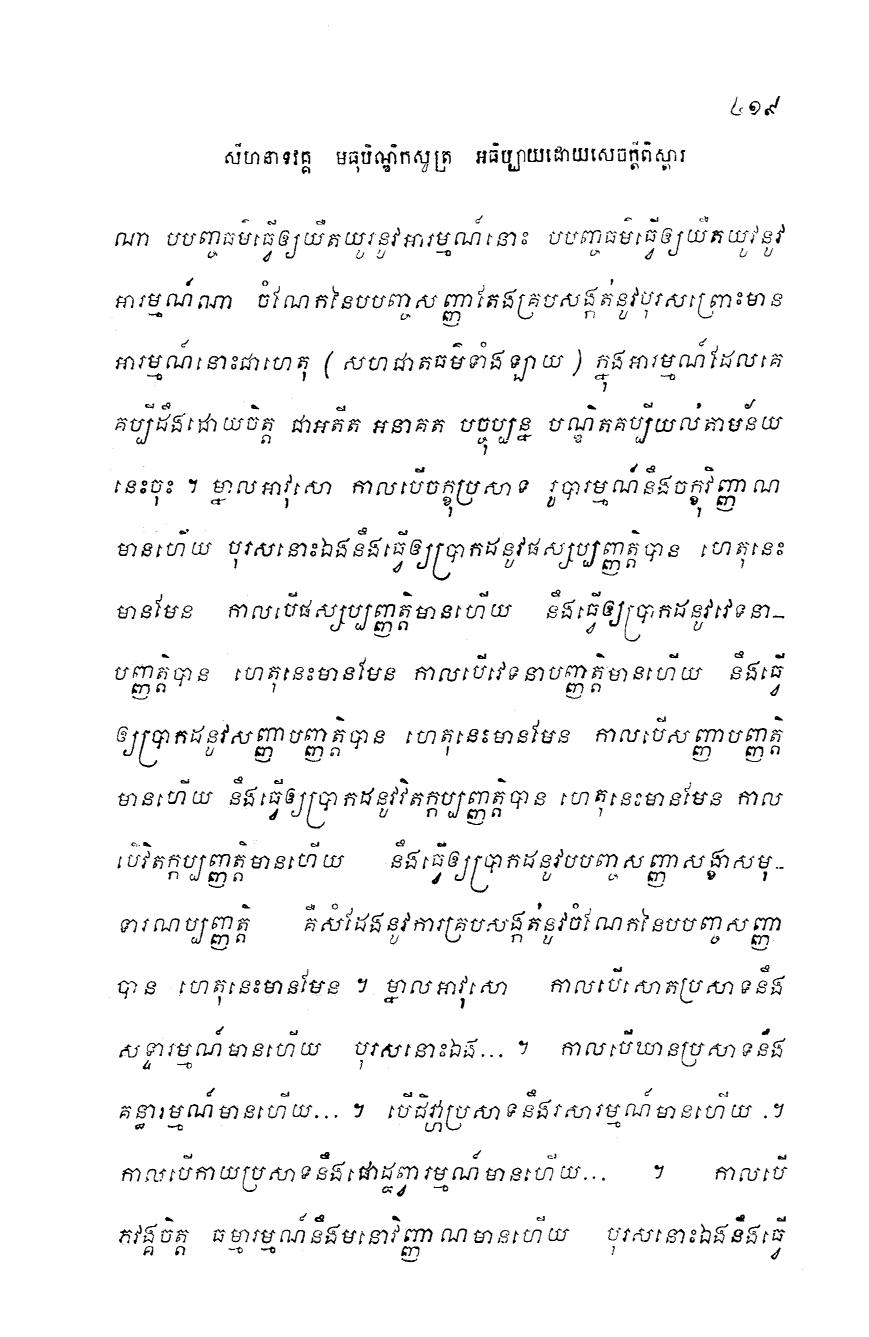 ៤១៩
សីហនាទវគ្គ មធុបិណ្ឌិកសូត្រ អធិប្បាយដោយសេចក្តីពិស្តារ
ណា បបញ្ចធម៌ធ្វើឲ្យយឺតយូរនូវអារម្មណ៍នោះ បបញ្ចធម៌ធ្វើឲ្យយឺតយូរនូវ
អារម្មណ៍ណា ចំណែកនៃបបញ្ចសញ្ញាតែងគ្របសង្កត់នូវបុរសព្រោះមាន
អារម្មណ៍នោះជាហេតុ ( សហជាតធម៌ទាំងឡាយ ) ក្នុងអារម្មណ៍ដែលគេ
គប្បីដឹងដោយចិត្ត ជាអតីត អនាគត បច្ចុប្បន្ន បណ្ឌិតគប្បីយល់តាមន័យ
នេះចុះ ។ ម្នាលអាវុសោ កាលបើចក្ខុប្រសាទ រូបារម្មណ៍នឹងចក្ខុវិញ្ញាណ
មានហើយ បុរសនោះឯងនឹងធ្វើឲ្យប្រាកដនូវផស្សប្បញ្ញត្តិបាន ហេតុនេះ
មានមែន កាលបើផស្សប្បញ្ញត្តិមានហើយ នឹងធ្វើឲ្យប្រាកដនូវវេទនា-
បញ្ញត្តិបាន ហេតុនេះមានមែន កាលបើវេទនាបញ្ញត្តិមានហើយ នឹងធ្វើ
ឲ្យប្រាកដនូវសញ្ញាបញ្ញត្តិបាន ហេតុនេះមានមែន កាលបើសញ្ញាបញ្ញត្តិ
មានហើយ នឹងធ្វើឲ្យប្រាកដនូវវិតក្កប្បញ្ញត្តិបាន ហេតុនេះមានមែន កាល
បើវិតក្កប្បញ្ញត្តិមានហើយ នឹងធ្វើឲ្យប្រាកដនូវបបញ្ចសញ្ញាសង្ខាសមុ-
ទារណប្បញ្ញត្តិ គឺសំដែងនូវការគ្របសង្កត់នូវចំណែកនៃបបញ្ចសញ្ញា
បាន ហេតុនេះមានមែន ។ ម្នាលអាវុសោ កាលបើសោតប្រសាទនឹង
សទ្ទារម្មណ៍មានហើយ បុរសនោះឯង... ។ កាលបើឃានប្រសាទនឹង
គន្ធារម្មណ៍មានហើយ... ។ បើជិវ្ហាប្រសាទនឹងរសារម្មណ៍មានហើយ .។
កាលបើកាយប្រសាទនឹងផោដ្ឋព្វារម្មណ៍មានហើយ... ។ កាលបើ
ភវង្គចិត្ត ធម្មារម្មណ៍នឹងមនោវិញ្ញាណមានហើយ បុរសនោះឯងនឹងធ្វើ